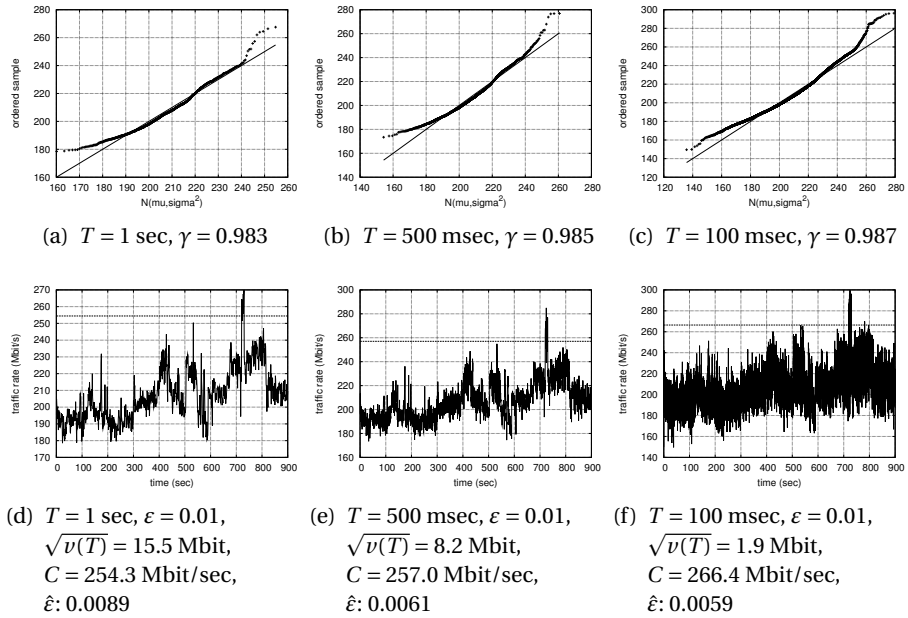 280
260
240
220
200
180
160
ordered sample
160 170 180 190 200 210 220 230 240 250 260
N(mu,sigma²)
280
260
240
220
200
180
160
140
ordered sample
140 160 180 200 220 240 260 280
N(mu,sigma²)
300
280
260
240
220
200
180
160
140
120
ordered sample
120 140 160 180 200 220 240 260 280
N(mu,sigma²)
(a) T = 1 sec, γ = 0.983
(b) T = 500 msec, γ = 0.985
(c) T = 100 msec, γ = 0.987
270
260
250
240
230
220
210
200
190
180
170
traffic rate (Mbit/s)
0 100 200 300 400 500 600 700 800 900
time (sec)
300
280
260
240
220
200
180
160
traffic rate (Mbit/s)
0 100 200 300 400 500 600 700 800 900
time (sec)
300
280
260
240
220
200
180
160
140
traffic rate (Mbit/s)
0 100 200 300 400 500 600 700 800 900
time (sec)
(d) T = 1 sec, ε = 0.01,
√v(T) = 15.5 Mbit,
C = 254.3 Mbit/sec,
ε̂: 0.0089
(e) T = 500 msec, ε = 0.01,
√v(T) = 8.2 Mbit,
C = 257.0 Mbit/sec,
ε̂: 0.0061
(f) T = 100 msec, ε = 0.01,
√v(T) = 1.9 Mbit,
C = 266.4 Mbit/sec,
ε̂: 0.0059